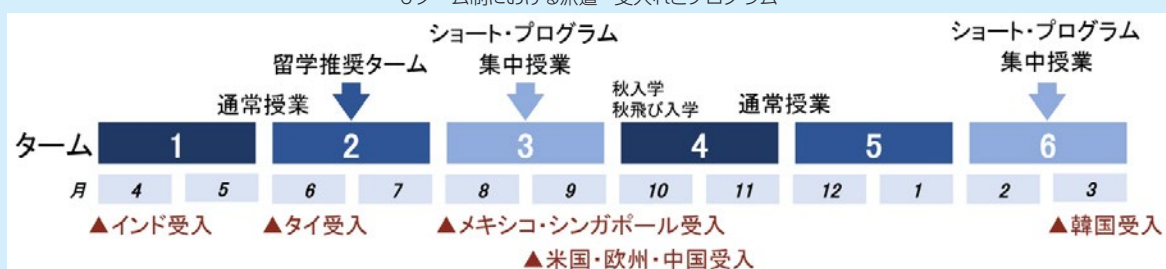 ショート・プログラム ショート・プログラム
留学推奨ターム 集中授業 集中授業
通常授業 秋入学 通常授業
秋飛び入学
ターム 1 2 3 4 5 6
月 4 5 6 7 8 9 10 11 12 1 2 3
▲インド受入 ▲タイ受入 ▲メキシコ・シンガポール受入 ▲韓国受入
▲米国・欧州・中国受入